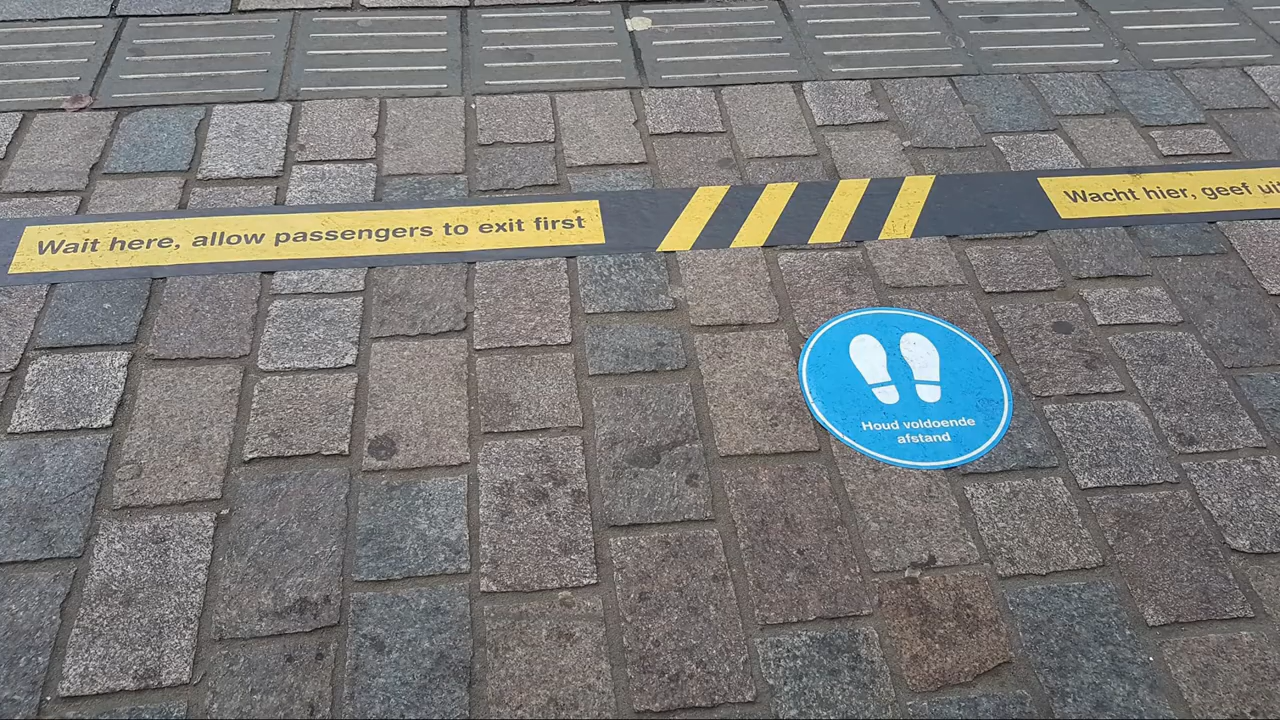 Wait here, allow passengers to exit first
Wacht hier, geef
Houd voldoende
afstand